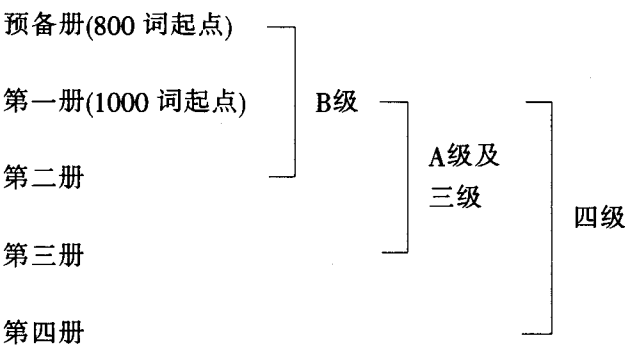 预备册(800 词起点)
第一册(1000 词起点)
B级
第二册
A级及
三级
四级
第三册
第四册